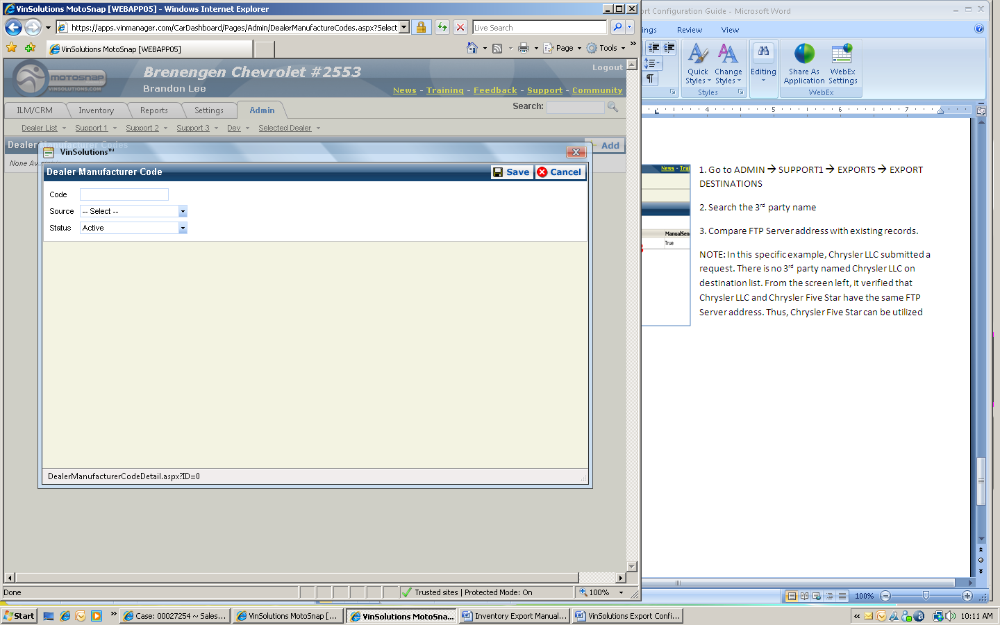 VinSolutions MotoSnap [WEBAPP05] - Windows Internet Explorer
https://apps.vinmanager.com/CarDashboard/Pages/Admin/DealerManufactureCodes.aspx?Select
Live Search
VinSolutions MotoSnap [WEBAPP05]
Page
Tools
»
MOTOSNAP
VINSOLUTIONS.COM
Brenengen Chevrolet #2553
Brandon Lee
Logout
News - Training - Feedback - Support - Community
ILM/CRM
Inventory
Reports
Settings
Admin
Search:
Dealer List
Support 1
Support 2
Support 3
Dev
Selected Dealer
Dealer Manufacturer Codes
Add
None Av
VinSolutions™
Dealer Manufacturer Code
Save
Cancel
Code
Source
-- Select --
Status
Active
DealerManufacturerCodeDetail.aspx?ID=0
Done
Trusted sites | Protected Mode: On
100%
ort Configuration Guide - Microsoft Word
ngs
Review
View
Quick Styles
Change Styles
Editing
Share As Application
WebEx Settings
Styles
WebEx
4 5 6 7
News - Trai
ManualSen
True
1. Go to ADMIN → SUPPORT1 → EXPORTS → EXPORT
DESTINATIONS
2. Search the 3rd party name
3. Compare FTP Server address with existing records.
NOTE: In this specific example, Chrysler LLC submitted a
request. There is no 3rd party named Chrysler LLC on
destination list. From the screen left, it verified that
Chrysler LLC and Chrysler Five Star have the same FTP
Server address. Thus, Chrysler Five Star can be utilized
100%
Start
»
Case: 00027254 ~ Sales...
VinSolutions MotoSnap [...
VinSolutions MotoSna...
Inventory Export Manual...
VinSolutions Export Confi...
«
10:11 AM